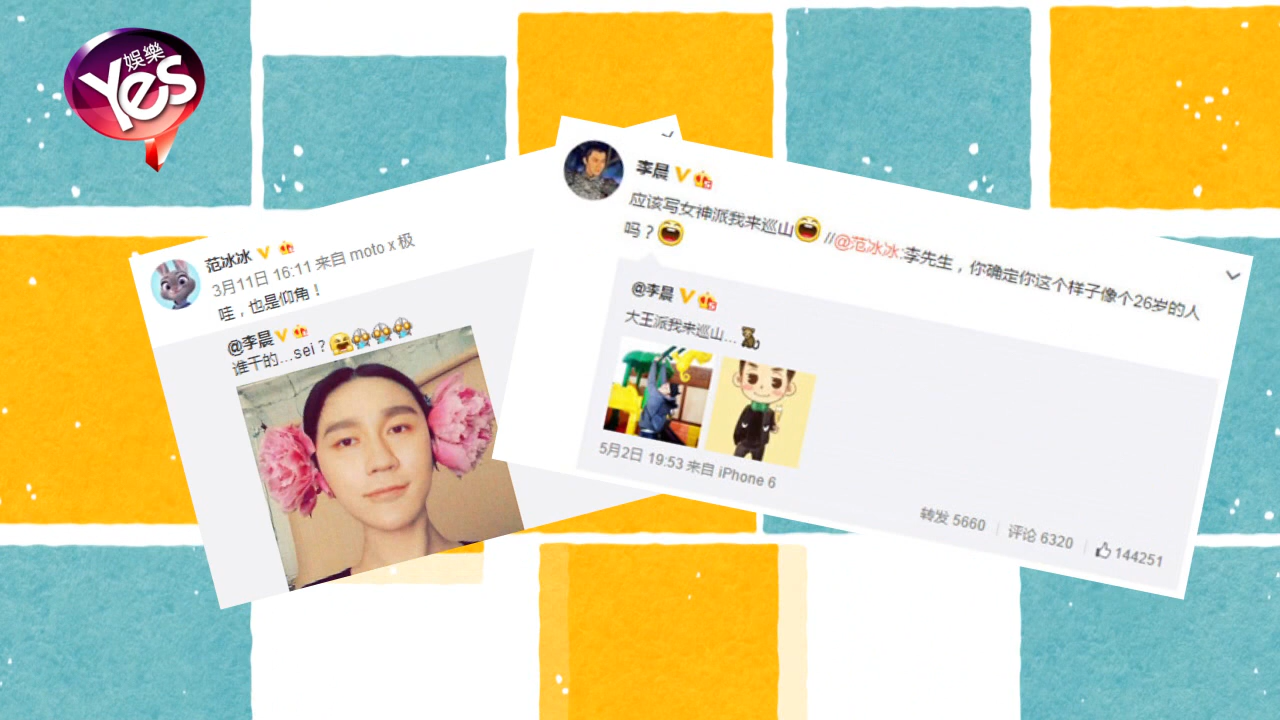 Yes娛樂
范冰冰
3月11日 16:11 来自 moto x 极
哇，也是仰角！
@李晨
谁干的...sei？
李晨
应该写女神派我来巡山 //@范冰冰:李先生，你确定你这个样子像个26岁的人
吗？
@李晨
大王派我来巡山...
5月2日 19:53 来自 iPhone 6
转发 5660 | 评论 6320 | 144251